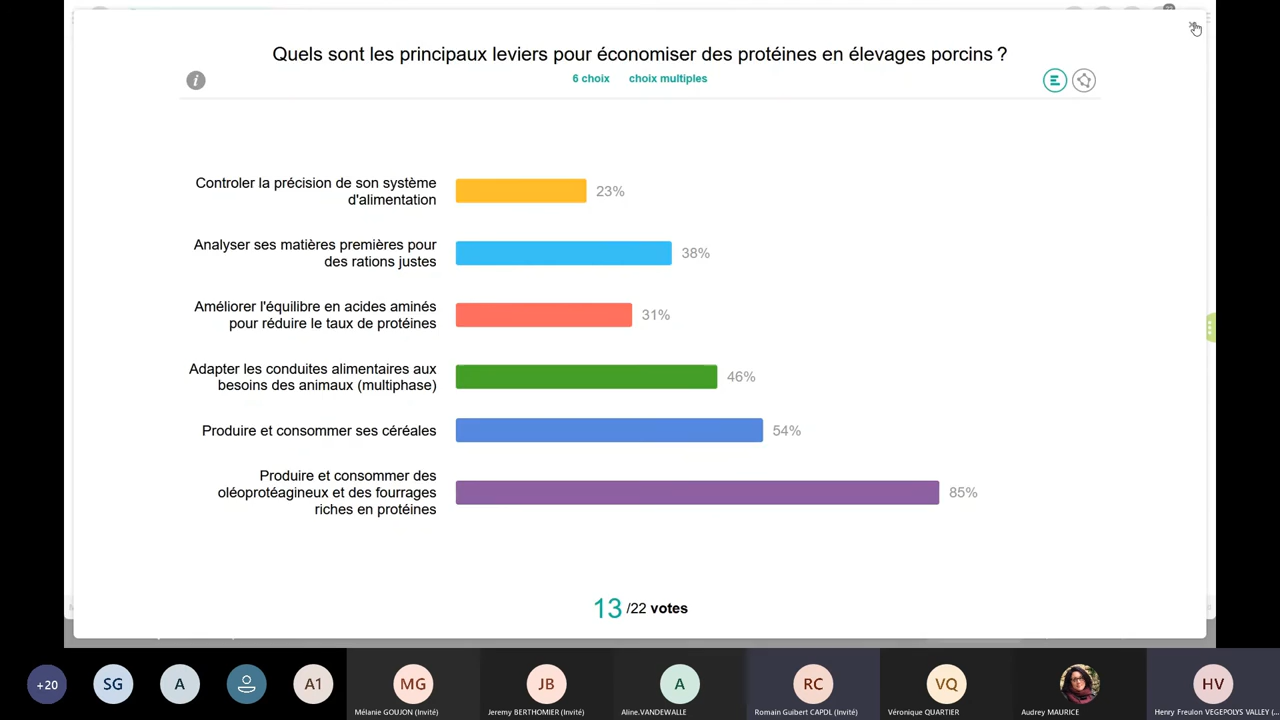 Quels sont les principaux leviers pour économiser des protéines en élevages porcins ?
6 choix choix multiples
Controler la précision de son système
d'alimentation
23%
Analyser ses matières premières pour
des rations justes
38%
Améliorer l'équilibre en acides aminés
pour réduire le taux de protéines
31%
Adapter les conduites alimentaires aux
besoins des animaux (multiphase)
46%
Produire et consommer ses céréales
54%
Produire et consommer des
oléoprotéagineux et des fourrages
riches en protéines
85%
13 /22 votes
+20 SG A A1 MG JB A RC VQ HV
Mélanie GOUJON (Invité) Jeremy BERTHOMIER (Invité) Aline.VANDEWALLE Romain Guibert CAPDL (Invité) Véronique QUARTIER Audrey MAURICE Henry Freulon VEGEPOLYS VALLEY (...